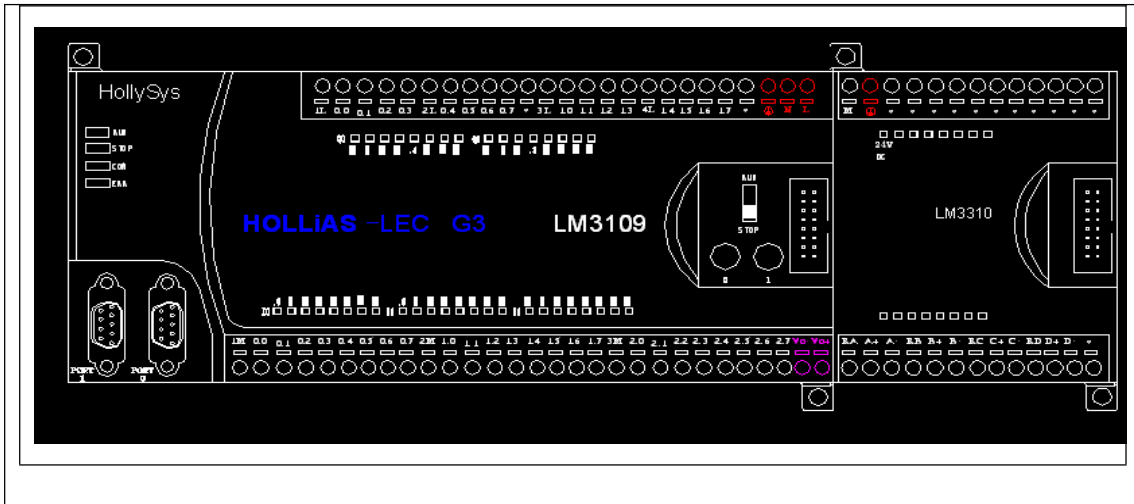 HollySys
1L 0.0 0.1 0.2 0.3 2L 0.4 0.5 0.6 0.7 • 3L 1.0 1.1 1.2 1.3 4L 1.4 1.5 1.6 1.7 • N L
M • • • • • • • • • •
RUN
STOP
COM
ERR
24V
DC
RUN
HOLLiAS -LEC G3 LM3109
STOP
0 1
LM3310
1M 0.0 0.1 0.2 0.3 0.4 0.5 0.6 0.7 2M 1.0 1.1 1.2 1.3 1.4 1.5 1.6 1.7 3M 2.0 2.1 2.2 2.3 2.4 2.5 2.6 2.7 Vo- Vo+
RA A+ A- RB B+ B- RC C+ C- RD D+ D- •
PORT
1
PORT
0